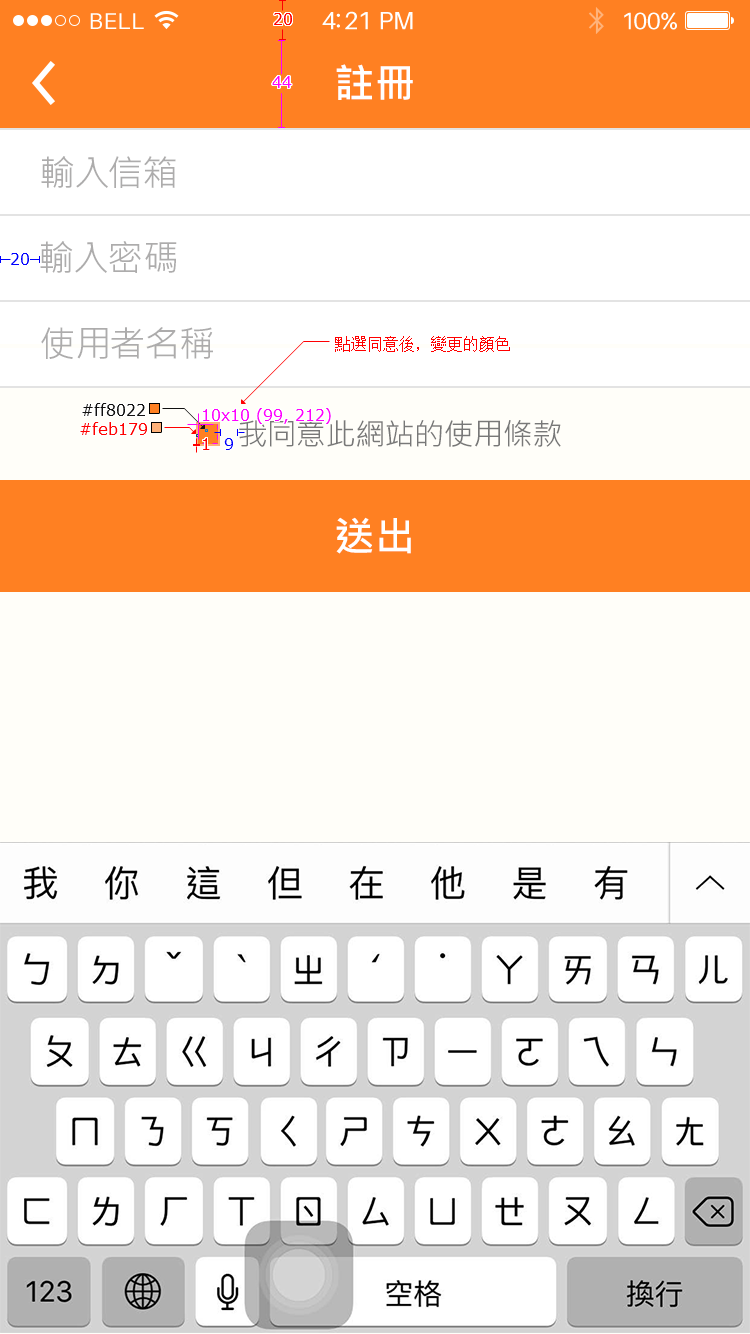 BELL 20 4:21 PM 100%
44 註冊
輸入信箱
20 輸入密碼
使用者名稱 點選同意後，變更的顏色
#ff8022 10x10 (99, 212)
#feb179 1 9 我同意此網站的使用條款
送出
我 你 這 但 在 他 是 有
ㄅ ㄉ ˇ ˋ ㄓ ˊ ˙ ㄚ ㄞ ㄢ ㄦ
ㄆ ㄊ ㄍ ㄐ ㄔ ㄗ ㄧ ㄛ ㄟ ㄣ
ㄇ ㄋ ㄎ ㄑ ㄕ ㄘ ㄨ ㄜ ㄠ ㄤ
ㄈ ㄌ ㄏ ㄒ ㄖ ㄙ ㄩ ㄝ ㄡ ㄥ
123 空格 換行